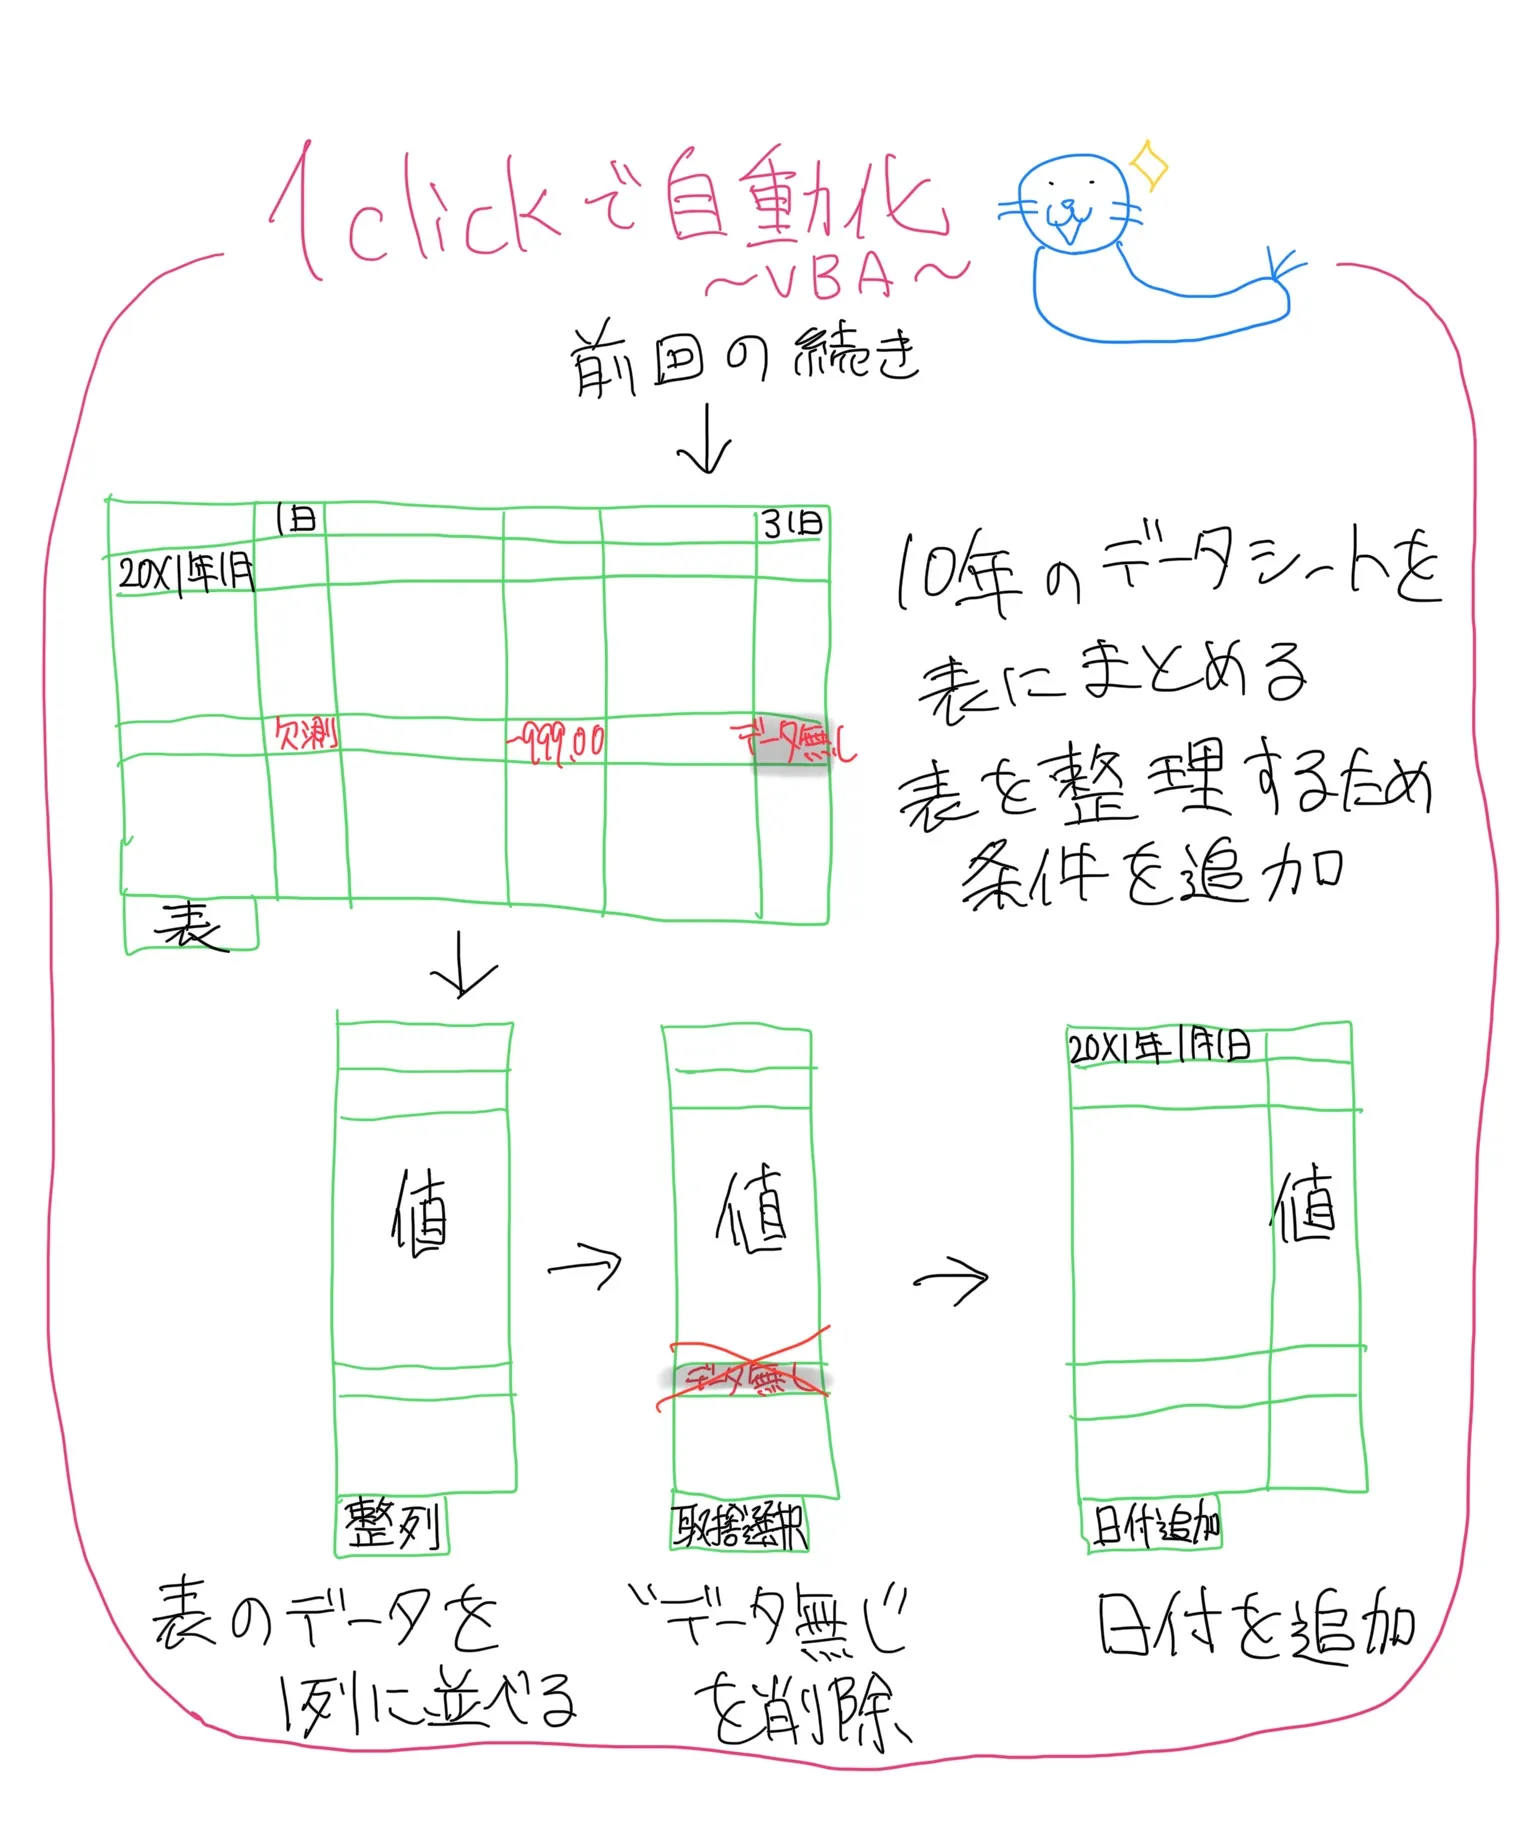 1clickで自動化
〜VBA〜
前回の続き
1日
31日
20X1年1月
欠測
-999.00
データ無し
表
10年のデータシートを
表にまとめる
表を整理するため
条件を追加
値
整列
表のデータを
1列に並べる
値
データ無し
取捨選択
"データ無し"
を削除
20X1年1月1日
値
日付追加
日付を追加